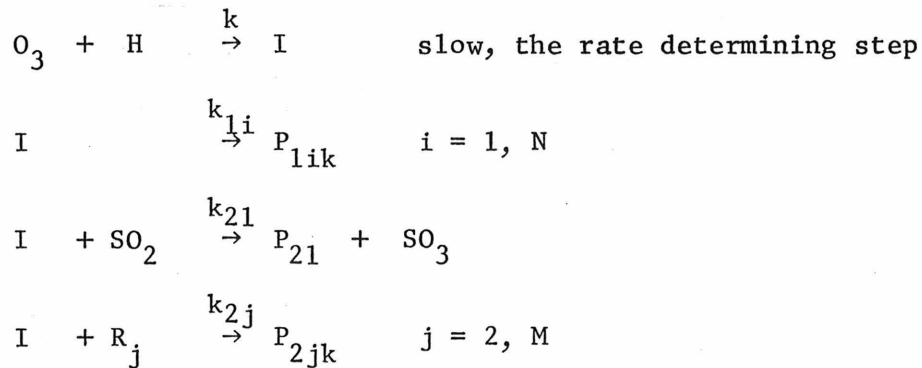 O₃ + H k→ I slow, the rate determining step
I k₁ᵢ→ P₁ᵢₖ i = 1, N
I + SO₂ k₂₁→ P₂₁ + SO₃
I + Rⱼ k₂ⱼ→ P₂ⱼₖ j = 2, M